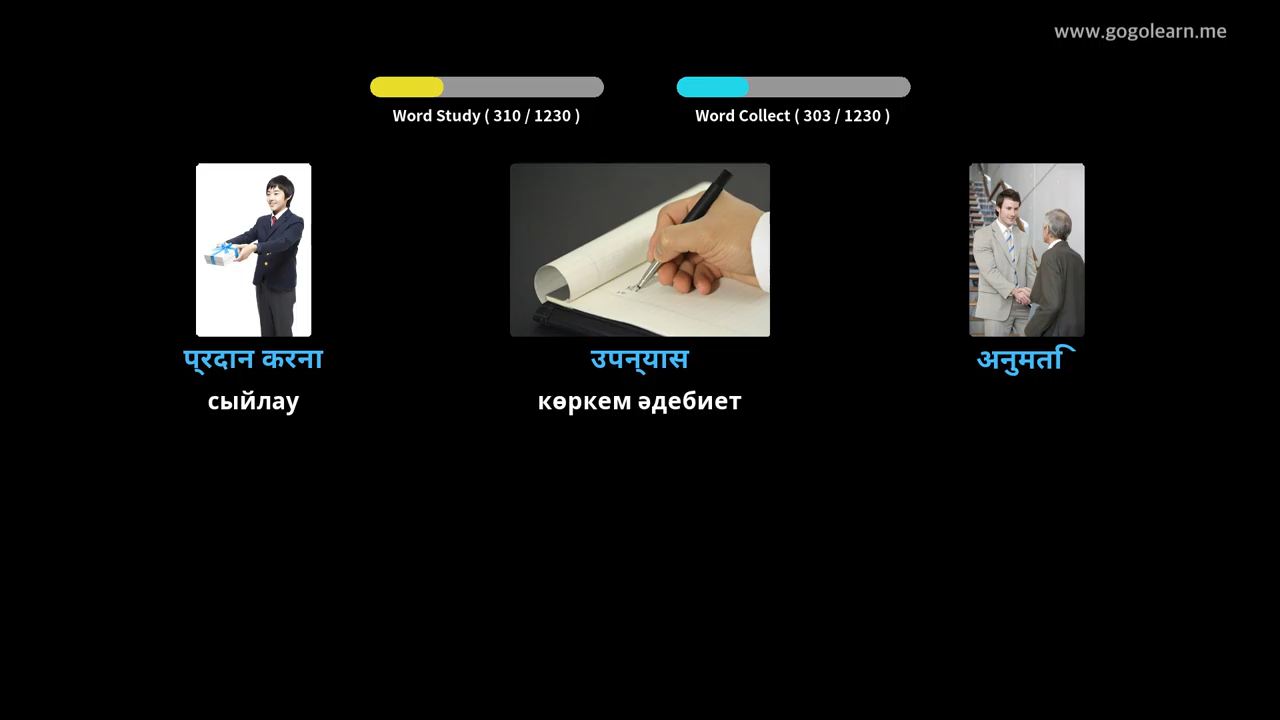 www.gogolearn.me
Word Study ( 310 / 1230 )
Word Collect ( 303 / 1230 )
प्रदान करना
उपन्यास
अनुमति
сыйлау
көркем әдебиет